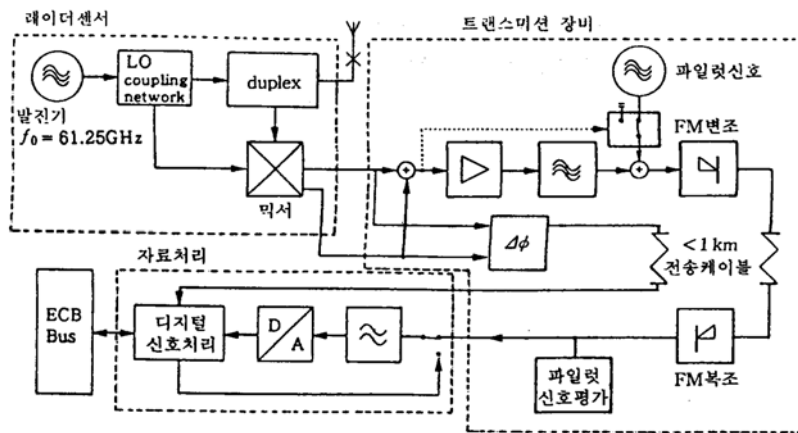 레이더센서
트랜스미션 장비
LO
coupling
network
duplex
발진기
f₀ = 61.25GHz
믹서
파일럿신호
FM변조
Δϕ
< 1 km
전송케이블
자료처리
ECB
Bus
디지털
신호처리
D
A
파일럿
신호평가
FM복조